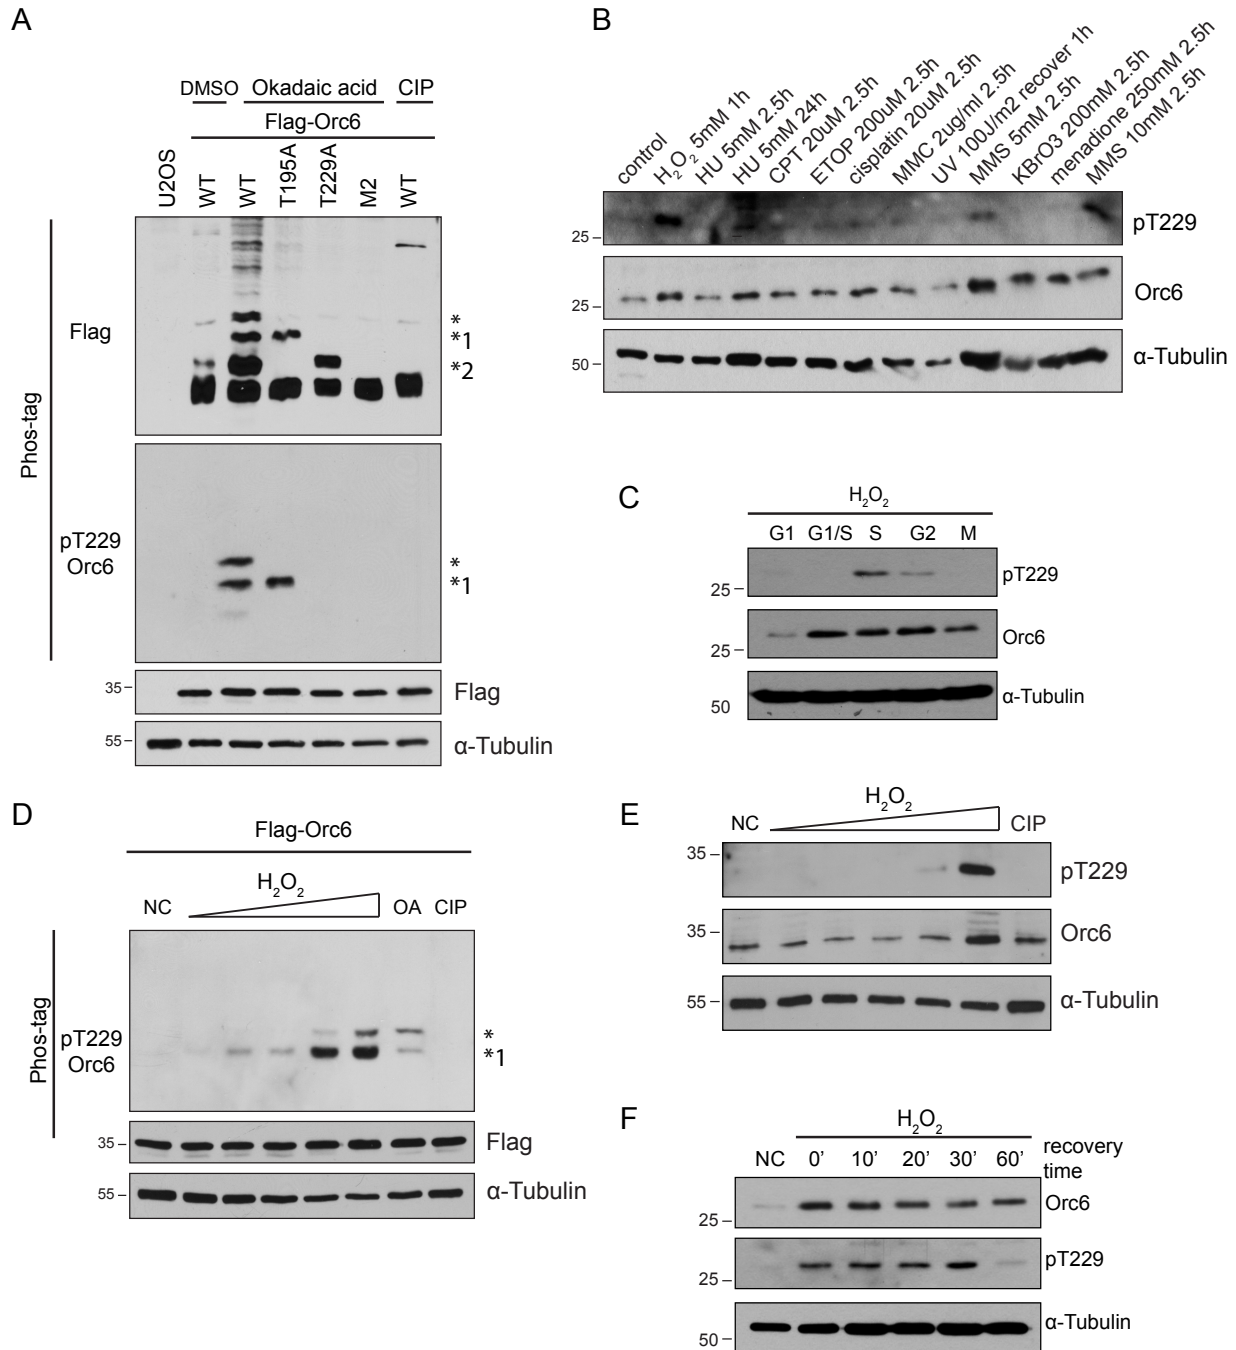 A
DMSO Okadaic acid CIP
Flag-Orc6
U2OS WT WT T195A T229A M2 WT
Phos-tag
Flag
*
*1
*2
pT229
Orc6
*
*1
35 Flag
55 α-Tubulin
B
control H2O2 5mM 1h HU 5mM 2.5h HU 5mM 24h CPT 20uM 2.5h ETOP 200uM 2.5h cisplatin 20uM 2.5h MMC 2ug/ml 2.5h UV 100J/m2 recover 1h MMS 5mM 2.5h KBrO3 200mM 2.5h menadione 250mM 2.5h MMS 10mM 2.5h
25 pT229
25 Orc6
50 α-Tubulin
C
H2O2
G1 G1/S S G2 M
25 pT229
25 Orc6
50 α-Tubulin
D
Flag-Orc6
NC H2O2 OA CIP
Phos-tag
pT229
Orc6
*
*1
35 Flag
55 α-Tubulin
E
NC H2O2 CIP
35 pT229
35 Orc6
55 α-Tubulin
F
H2O2
NC 0' 10' 20' 30' 60' recovery
time
25 Orc6
25 pT229
50 α-Tubulin